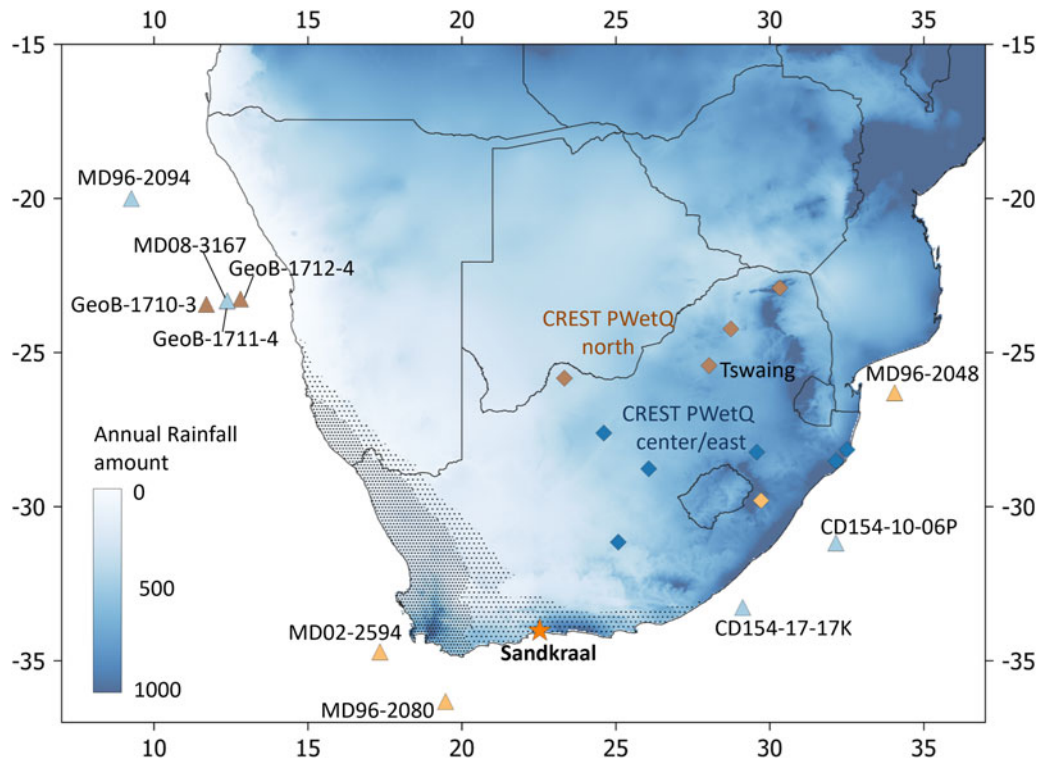 10 15 20 25 30 35
-15 -15
MD96-2094
-20 -20
MD08-3167
GeoB-1712-4
GeoB-1710-3
GeoB-1711-4
CREST PWetQ
north
-25 -25
Tswaing
MD96-2048
CREST PWetQ
center/east
Annual Rainfall
amount
0
-30 -30
CD154-10-06P
500
MD02-2594
CD154-17-17K
Sandkraal
-35 -35
1000
MD96-2080
10 15 20 25 30 35